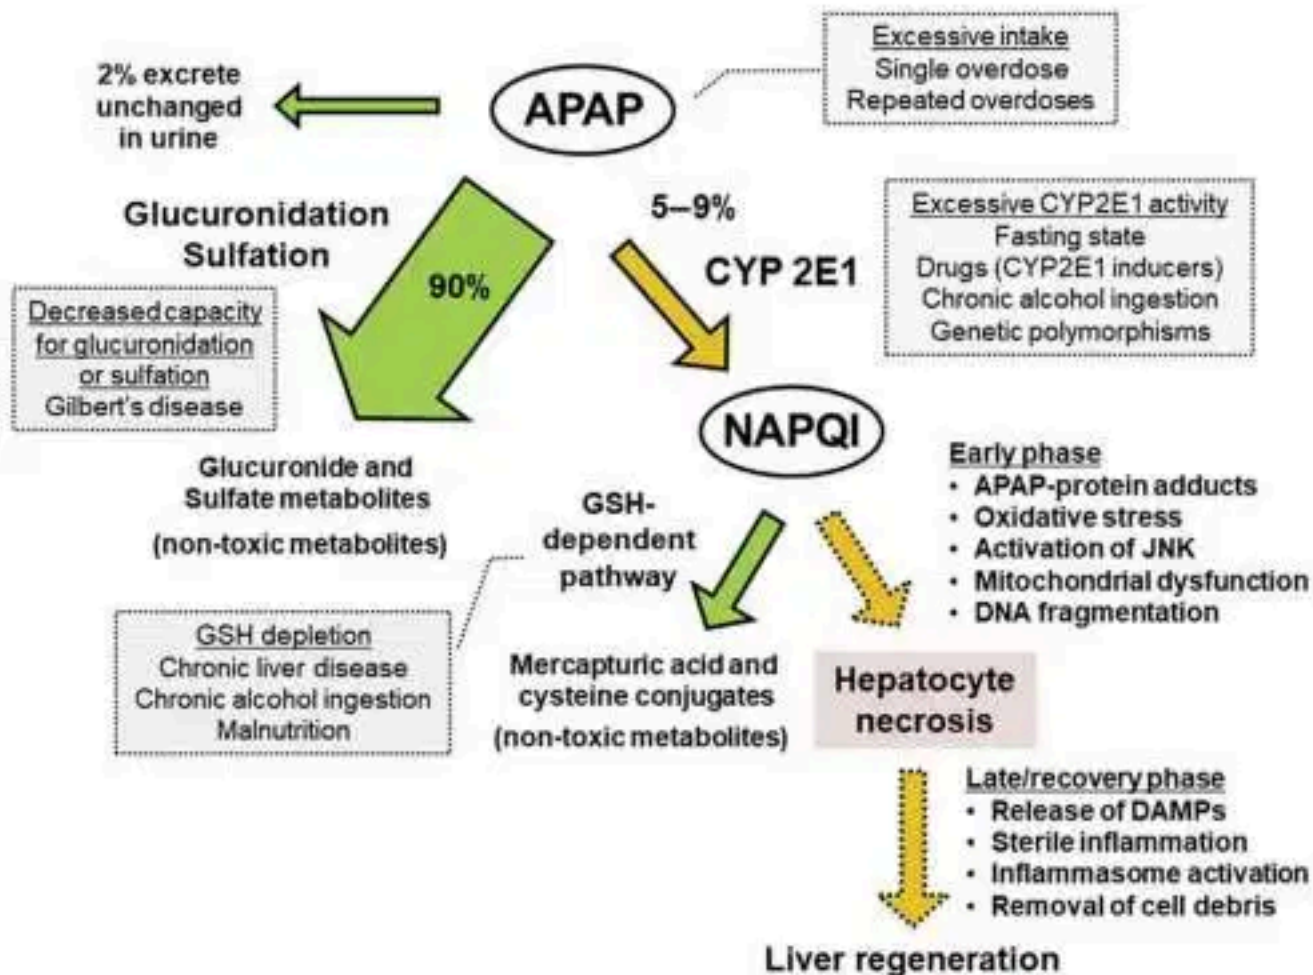 2% excrete
unchanged
in urine
APAP
Excessive intake
Single overdose
Repeated overdoses
Glucuronidation
Sulfation
90%
5–9%
CYP 2E1
Excessive CYP2E1 activity
Fasting state
Drugs (CYP2E1 inducers)
Chronic alcohol ingestion
Genetic polymorphisms
Decreased capacity
for glucuronidation
or sulfation
Gilbert's disease
NAPQI
Glucuronide and
Sulfate metabolites
(non-toxic metabolites)
GSH-
dependent
pathway
Early phase
• APAP-protein adducts
• Oxidative stress
• Activation of JNK
• Mitochondrial dysfunction
• DNA fragmentation
GSH depletion
Chronic liver disease
Chronic alcohol ingestion
Malnutrition
Mercapturic acid and
cysteine conjugates
(non-toxic metabolites)
Hepatocyte
necrosis
Late/recovery phase
• Release of DAMPs
• Sterile inflammation
• Inflammasome activation
• Removal of cell debris
Liver regeneration